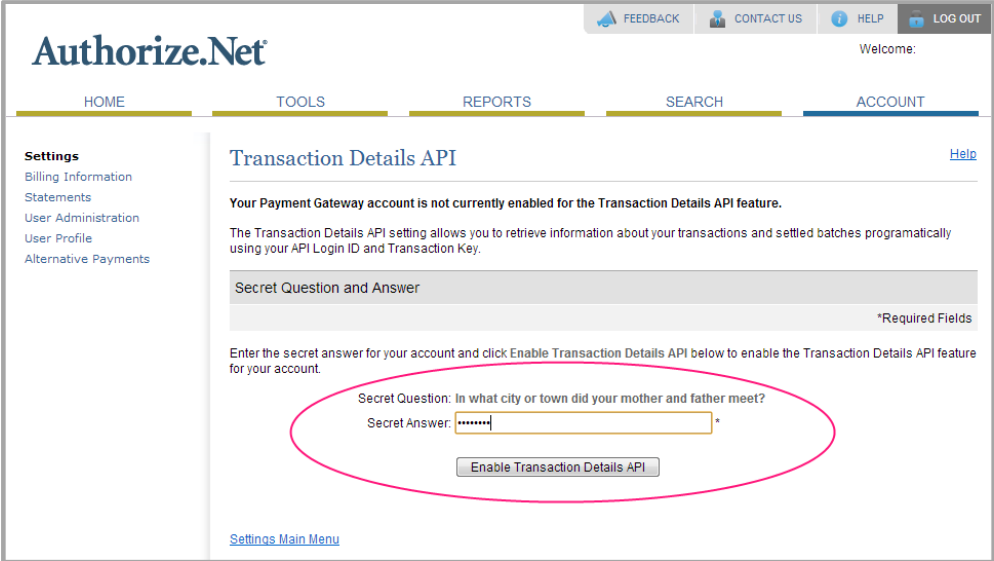 FEEDBACK CONTACT US HELP LOG OUT
Authorize.Net
Welcome:
HOME TOOLS REPORTS SEARCH ACCOUNT
Settings
Billing Information
Statements
User Administration
User Profile
Alternative Payments
Transaction Details API
Help
Your Payment Gateway account is not currently enabled for the Transaction Details API feature.
The Transaction Details API setting allows you to retrieve information about your transactions and settled batches programatically
using your API Login ID and Transaction Key.
Secret Question and Answer
*Required Fields
Enter the secret answer for your account and click Enable Transaction Details API below to enable the Transaction Details API feature
for your account.
Secret Question: In what city or town did your mother and father meet?
Secret Answer: •••••••• *
Enable Transaction Details API
Settings Main Menu